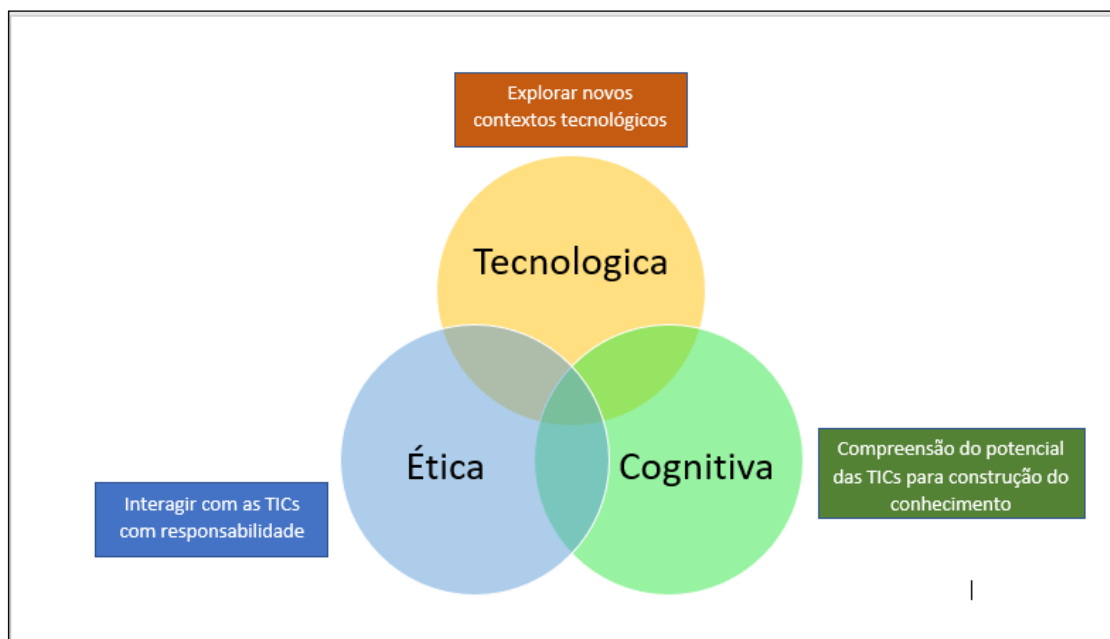 Explorar novos
contextos tecnológicos
Tecnologica
Ética
Cognitiva
Compreensão do potencial
das TICs para construção do
conhecimento
Interagir com as TICs
com responsabilidade